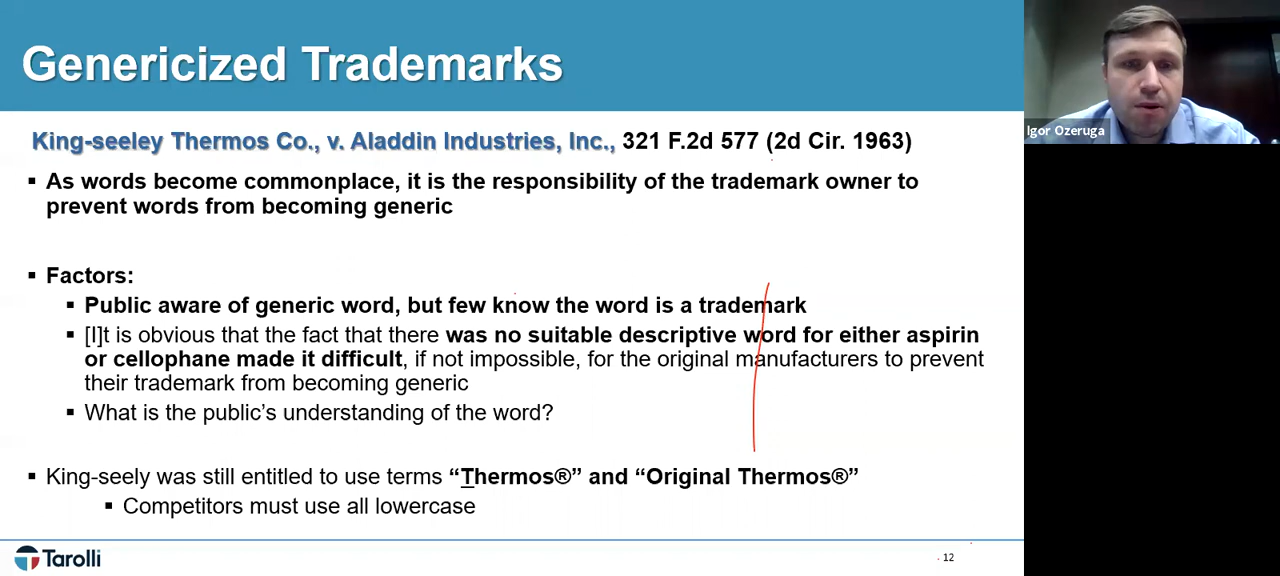 Genericized Trademarks
King-seeley Thermos Co., v. Aladdin Industries, Inc., 321 F.2d 577 (2d Cir. 1963)
▪ As words become commonplace, it is the responsibility of the trademark owner to
prevent words from becoming generic
▪ Factors:
▪ Public aware of generic word, but few know the word is a trademark
▪ [I]t is obvious that the fact that there was no suitable descriptive word for either aspirin
or cellophane made it difficult, if not impossible, for the original manufacturers to prevent
their trademark from becoming generic
▪ What is the public’s understanding of the word?
▪ King-seely was still entitled to use terms “Thermos®” and “Original Thermos®”
▪ Competitors must use all lowercase
Tarolli
12
Igor Ozeruga